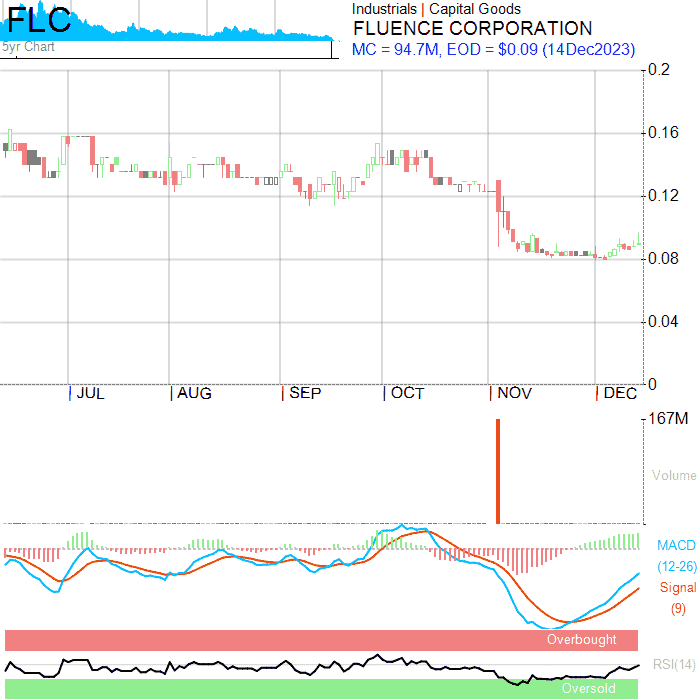 FLC
5yr Chart
Industrials | Capital Goods
FLUENCE CORPORATION
MC = 94.7M, EOD = $0.09 (14Dec2023)
0.2
0.16
0.12
0.08
0.04
0
JUL AUG SEP OCT NOV DEC
167M
Volume
MACD
(12-26)
Signal
(9)
Overbought
RSI(14)
Oversold